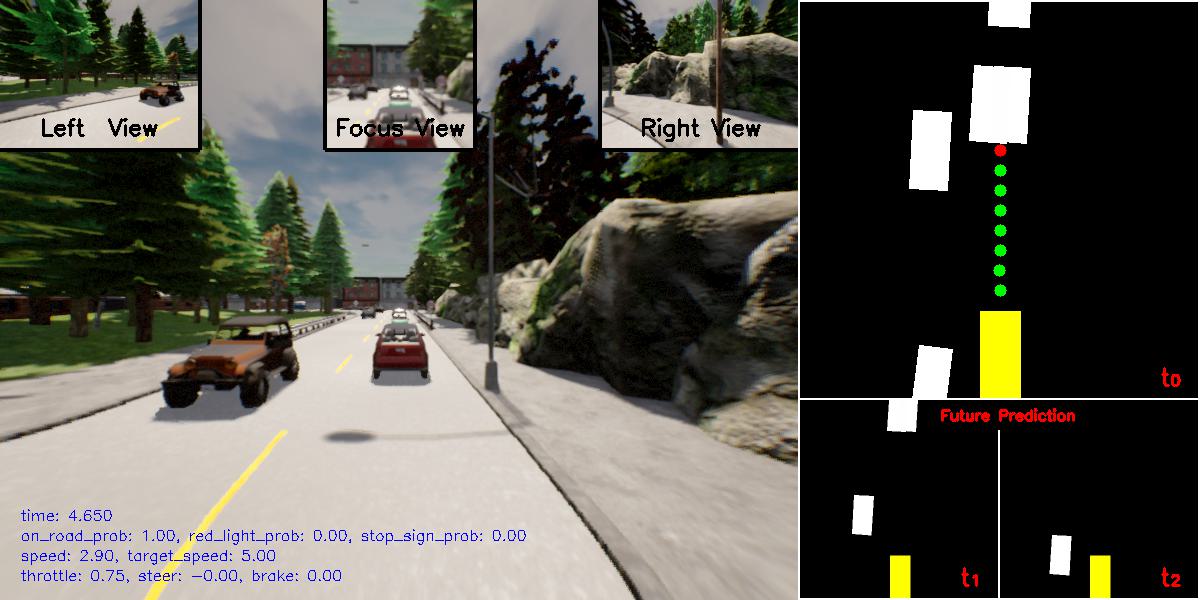 Left View
Focus View
Right View
t0
Future Prediction
time: 4.650
on_road_prob: 1.00, red_light_prob: 0.00, stop_sign_prob: 0.00
speed: 2.90, target_speed: 5.00
throttle: 0.75, steer: −0.00, brake: 0.00
t1
t2